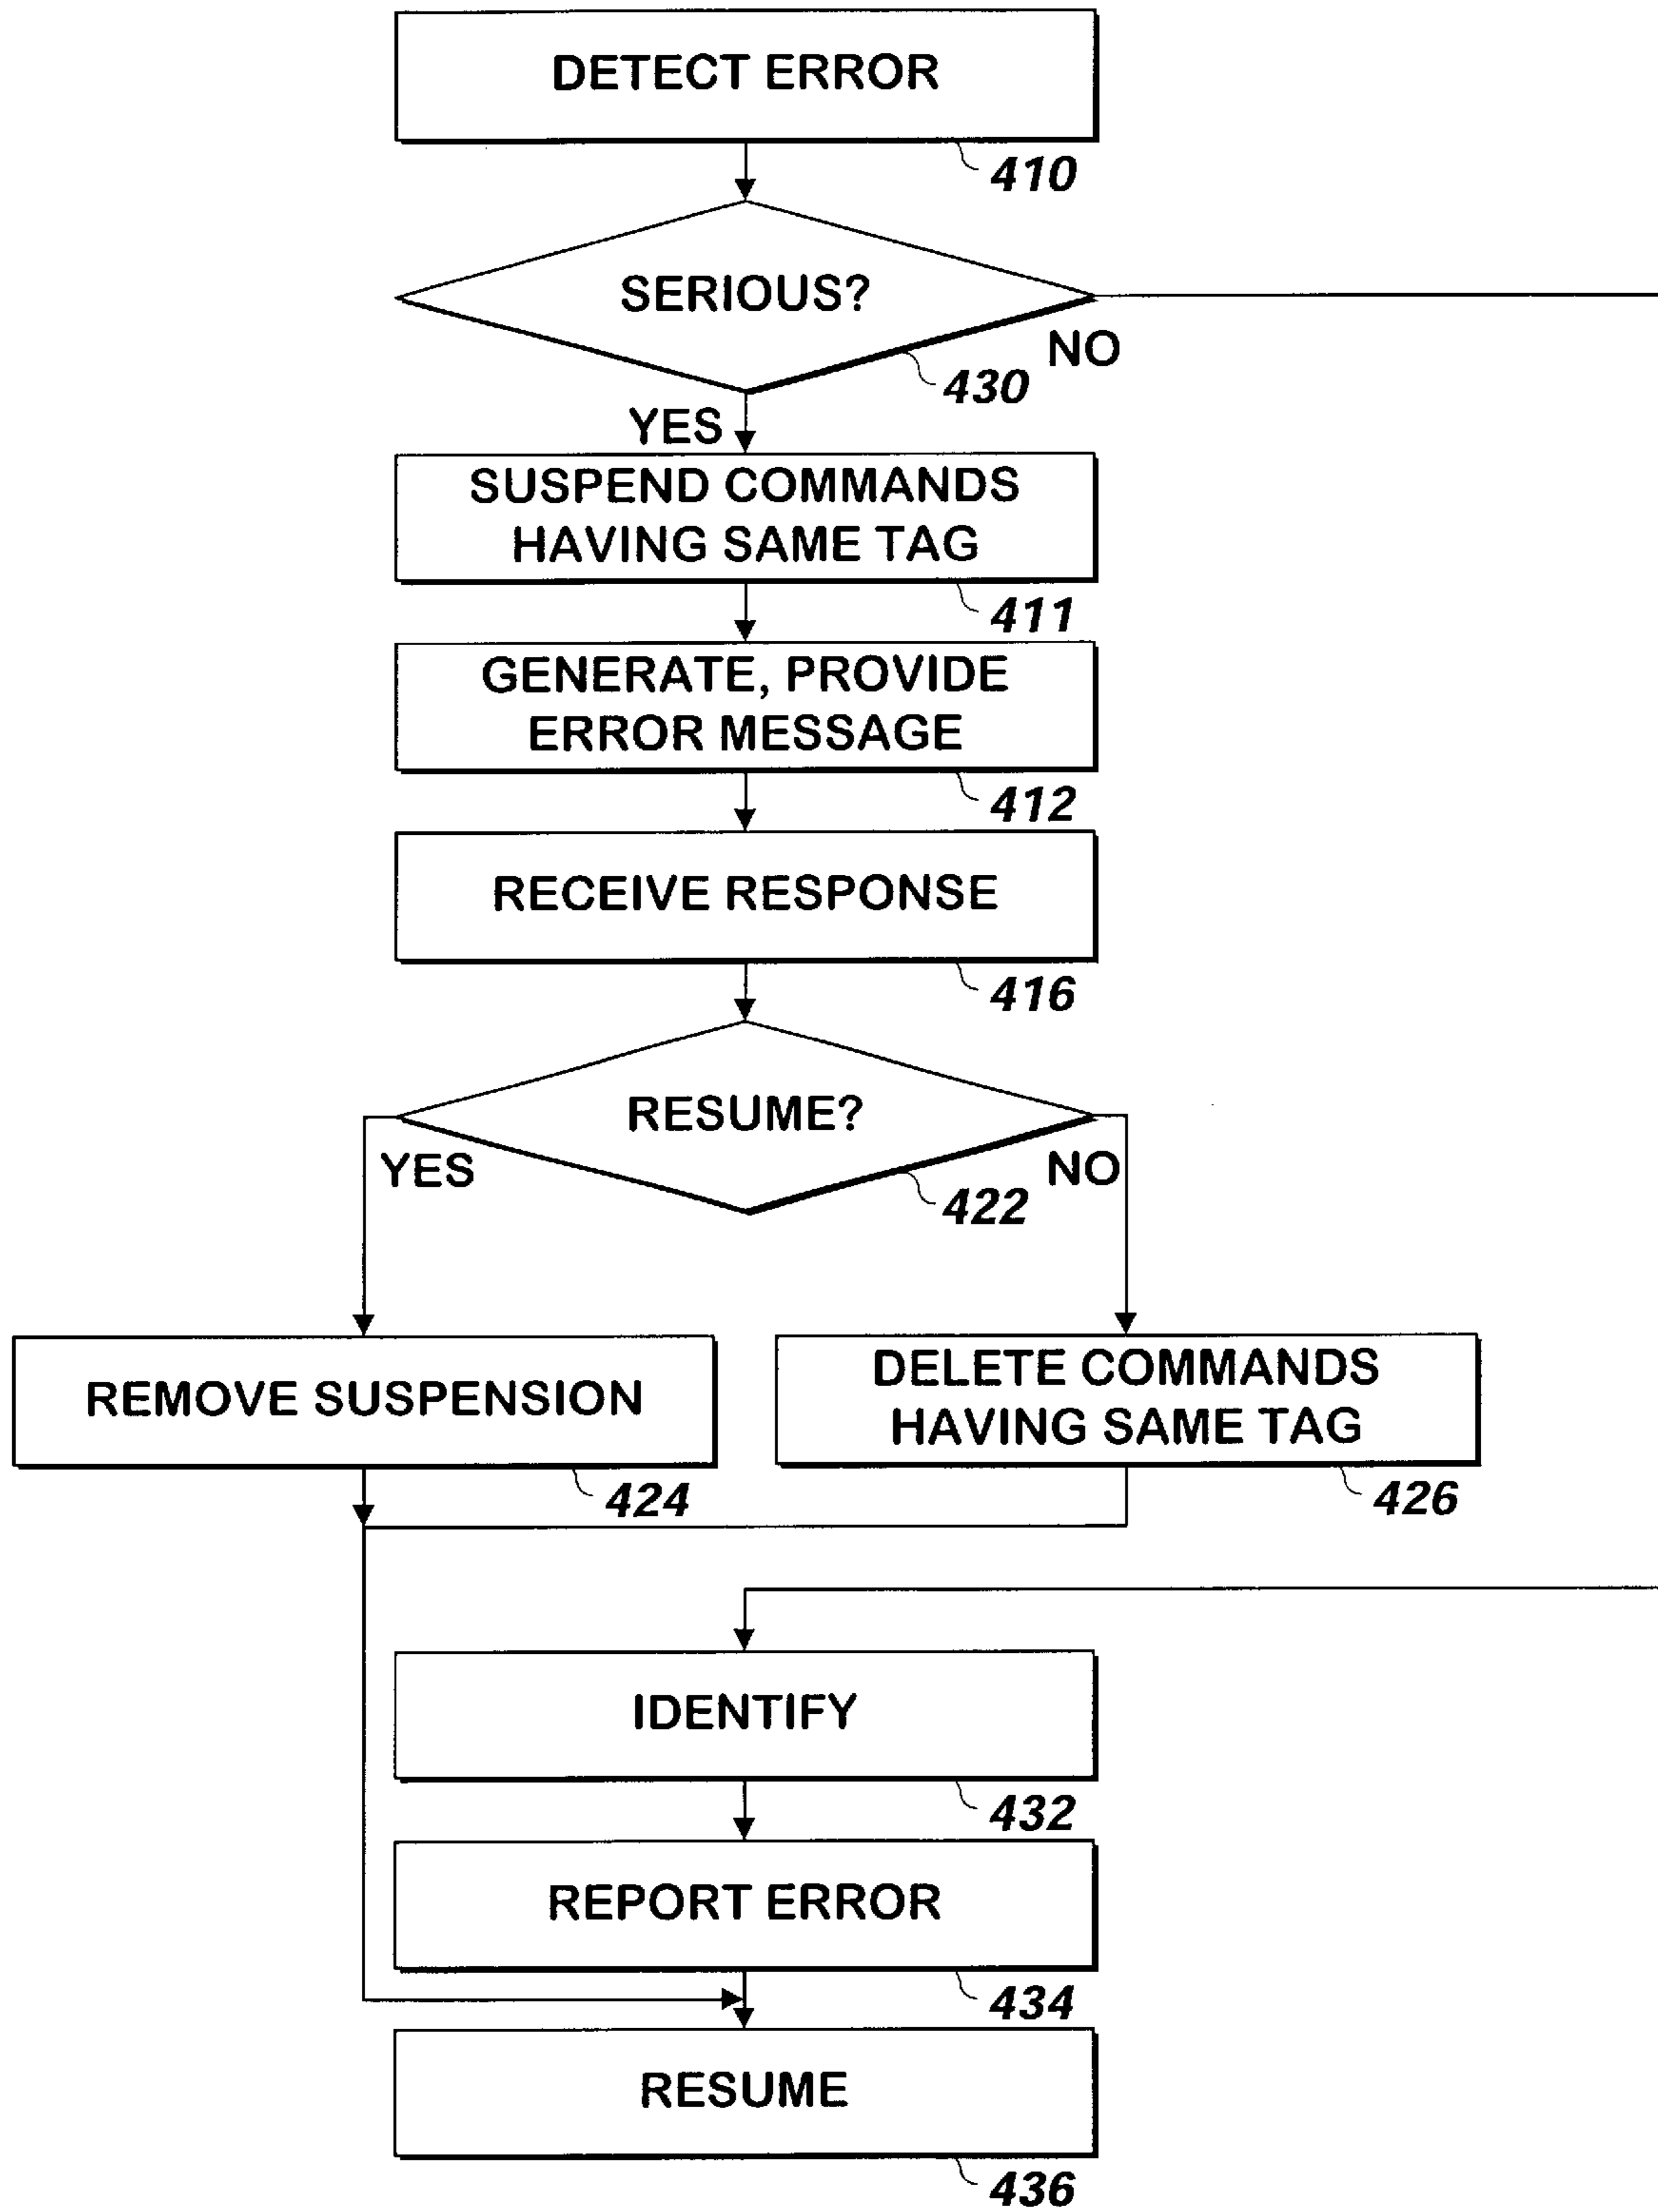 DETECT ERROR
410
SERIOUS?
NO
430
YES
SUSPEND COMMANDS
HAVING SAME TAG
411
GENERATE, PROVIDE
ERROR MESSAGE
412
RECEIVE RESPONSE
416
RESUME?
YES
NO
422
REMOVE SUSPENSION
424
DELETE COMMANDS
HAVING SAME TAG
426
IDENTIFY
432
REPORT ERROR
434
RESUME
436